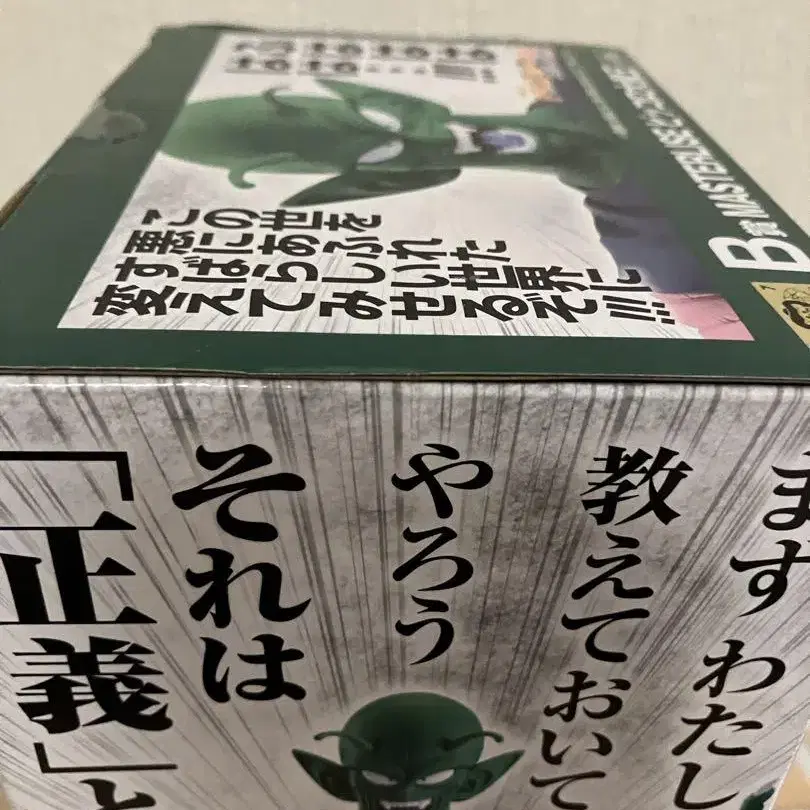 B賞 MASTERLISE
この世を
悪にあふれた
すばらしい世界に
変えてみせるぞ!!!
まず わたし
教えておいて
やろう
それは
「正義」と